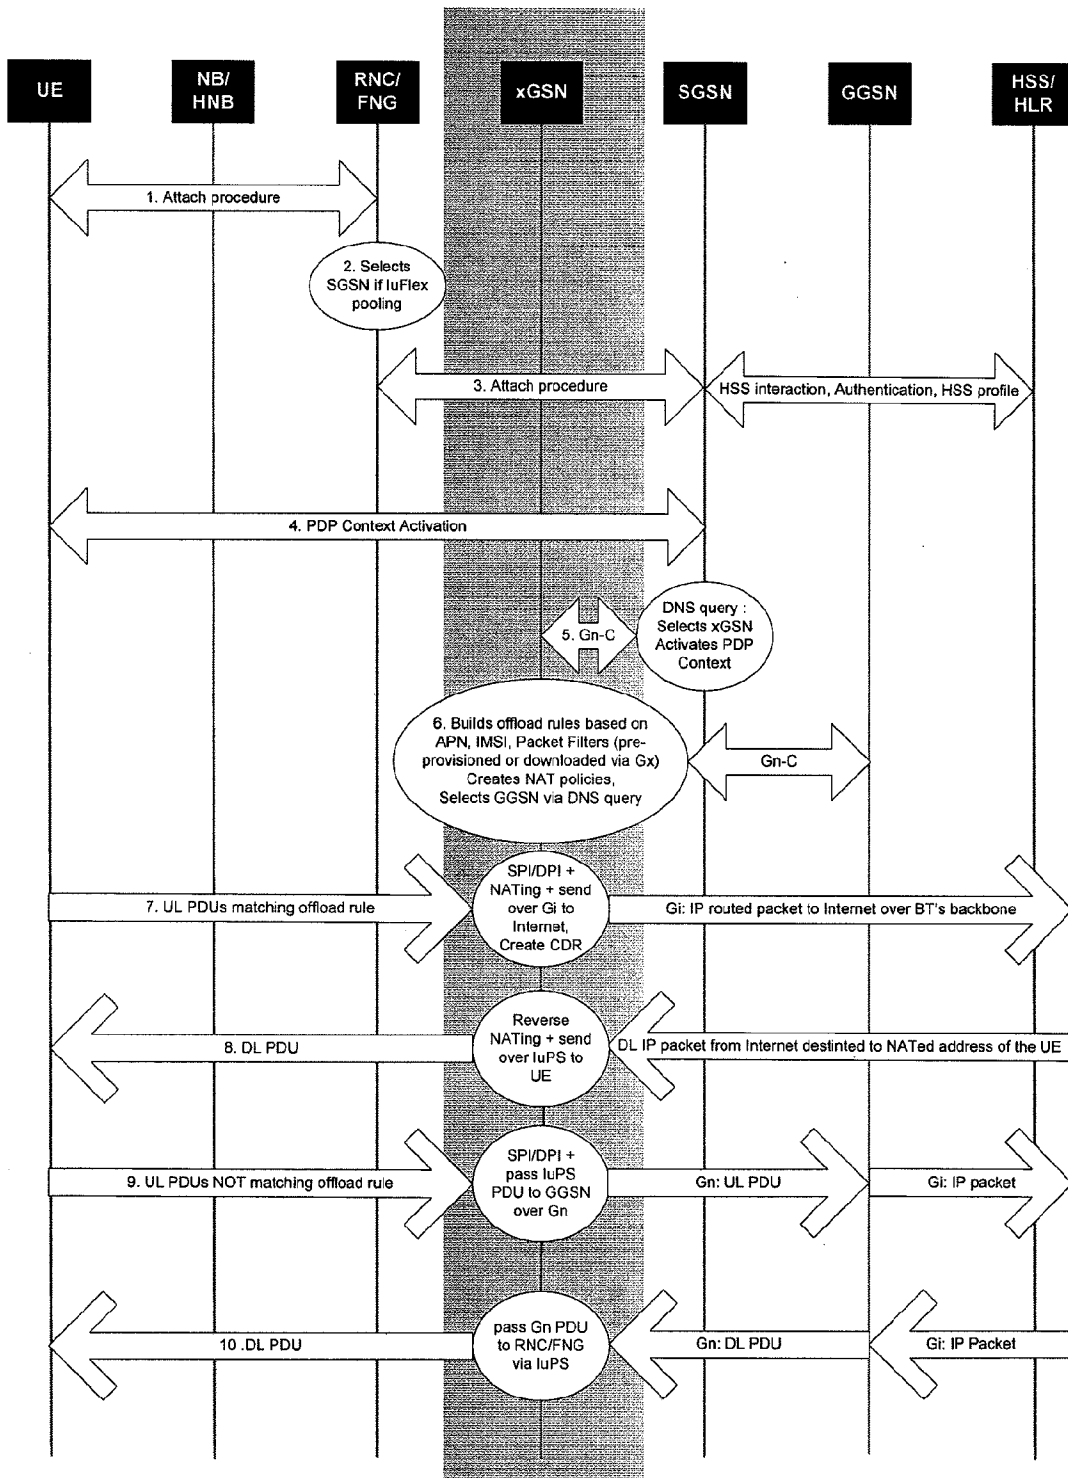 UE
NB/
HNB
RNC/
FNG
xGSN
SGSN
GGSN
HSS/
HLR
1. Attach procedure
2. Selects
SGSN if IuFlex
pooling
3. Attach procedure
HSS interaction, Authentication, HSS profile
4. PDP Context Activation
5. Gn-C
DNS query :
Selects xGSN
Activates PDP
Context
6. Builds offload rules based on
APN, IMSI, Packet Filters (pre-
provisioned or downloaded via Gx)
Creates NAT policies,
Selects GGSN via DNS query
Gn-C
7. UL PDUs matching offload rule
SPI/DPI +
NATing + send
over Gi to
Internet,
Create CDR
Gi: IP routed packet to Internet over BT's backbone
8. DL PDU
Reverse
NATing + send
over IuPS to
UE
DL IP packet from Internet destinted to NATed address of the UE
9. UL PDUs NOT matching offload rule
SPI/DPI +
pass IuPS
PDU to GGSN
over Gn
Gn: UL PDU
Gi: IP packet
10 .DL PDU
pass Gn PDU
to RNC/FNG
via IuPS
Gn: DL PDU
Gi: IP Packet